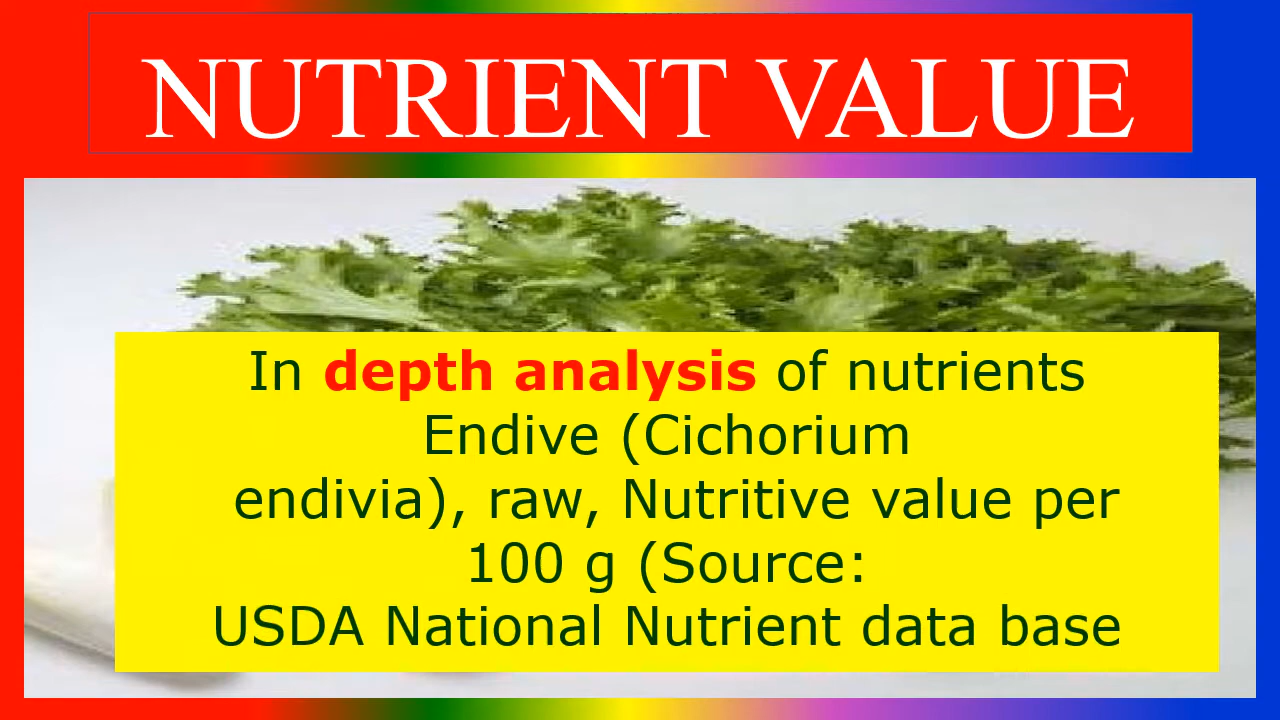 NUTRIENT VALUE
In depth analysis of nutrients
Endive (Cichorium
endivia), raw, Nutritive value per
100 g (Source:
USDA National Nutrient data base